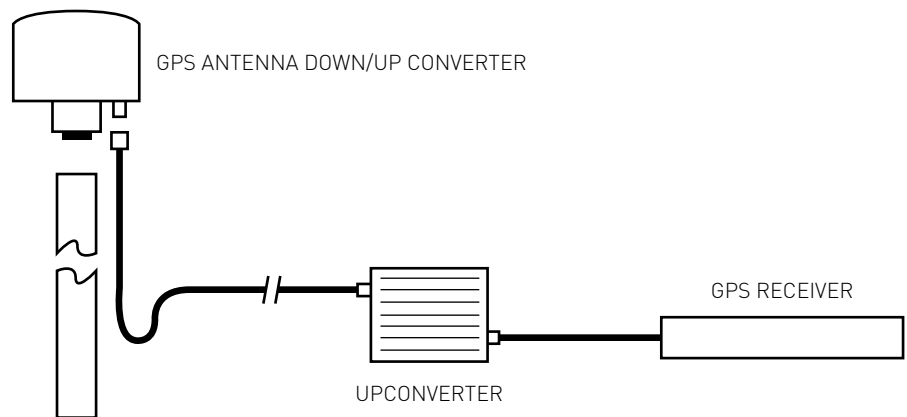 GPS ANTENNA DOWN/UP CONVERTER
GPS RECEIVER
UPCONVERTER